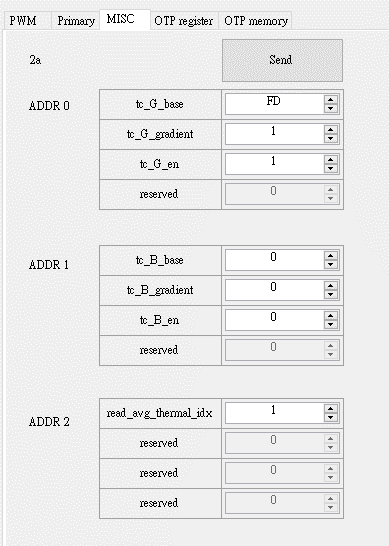 PWM Primary MISC OTP register OTP memory
2a Send
ADDR 0 tc_G_base FD
tc_G_gradient 1
tc_G_en 1
reserved 0
ADDR 1 tc_B_base 0
tc_B_gradient 0
tc_B_en 0
reserved 0
ADDR 2 read_avg_thermal_idx 1
reserved 0
reserved 0
reserved 0